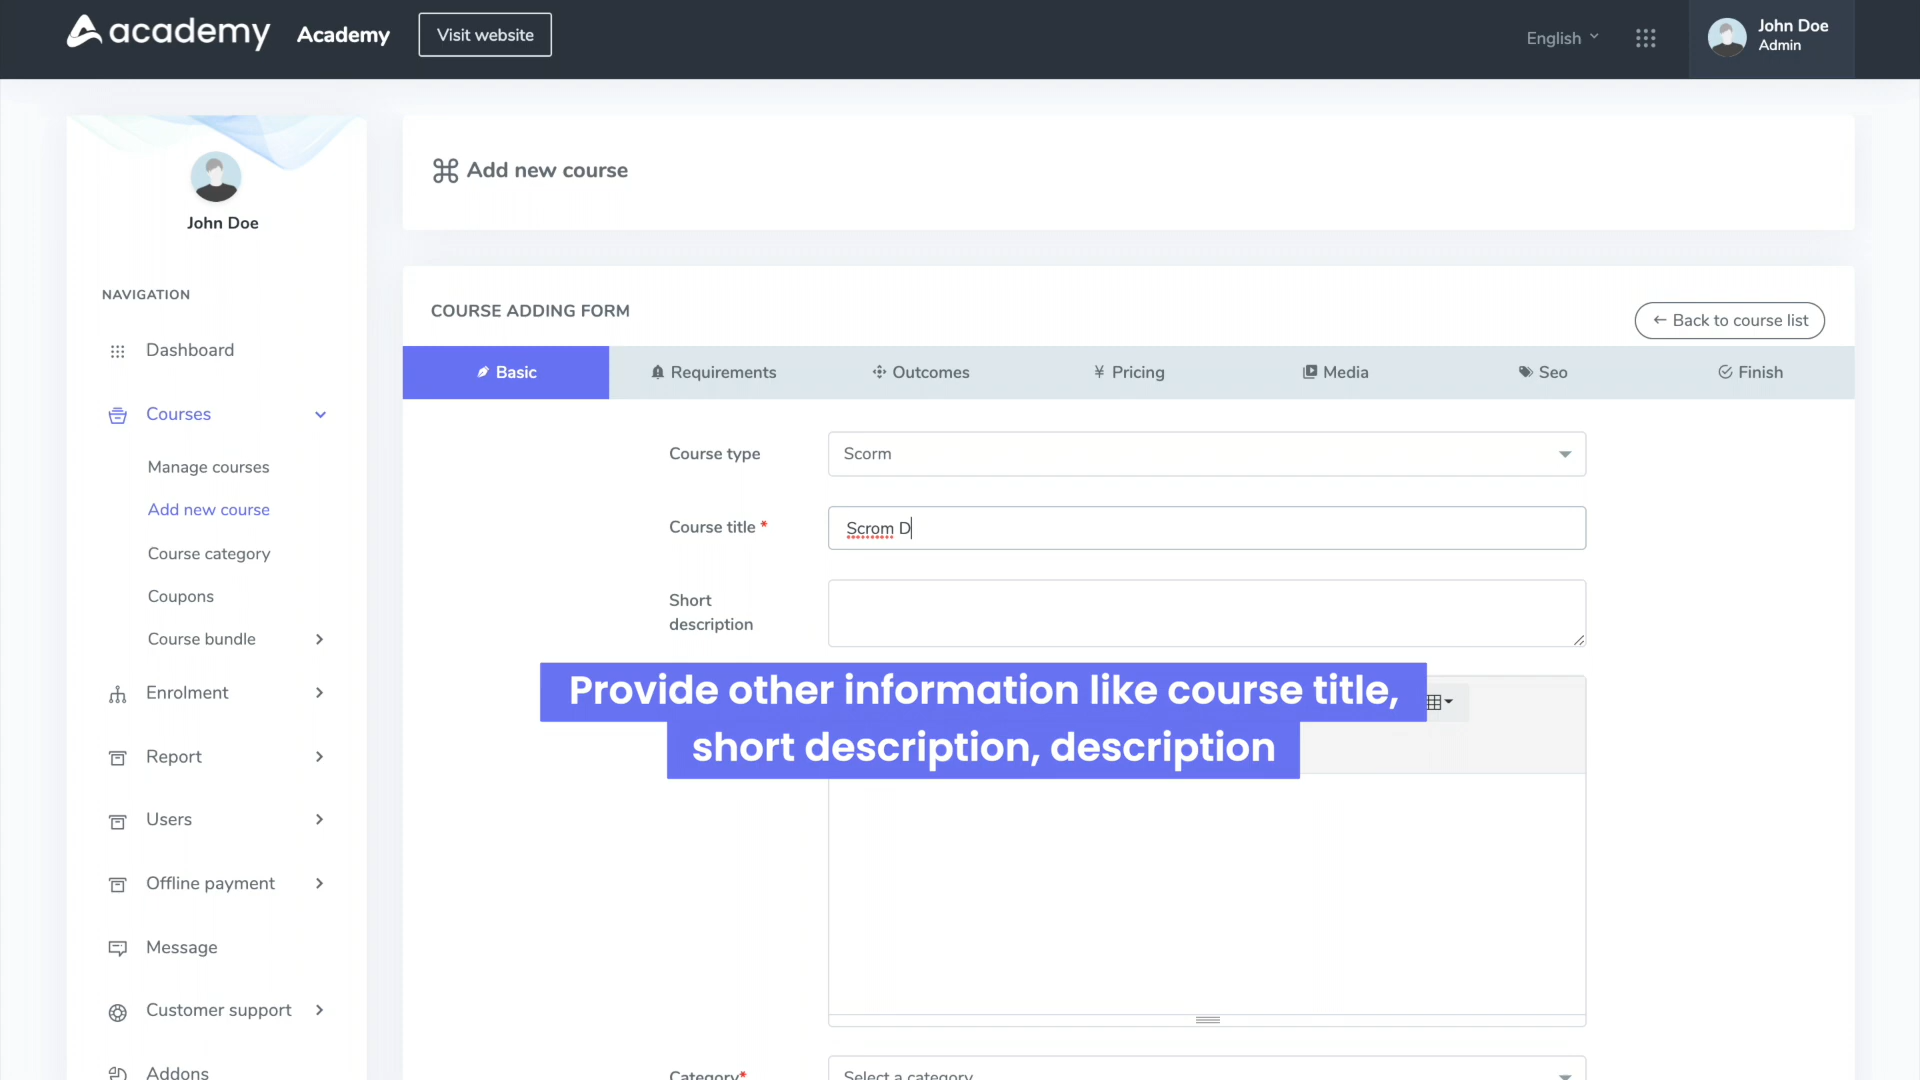 academy Academy Visit website English John Doe
Admin
John Doe
NAVIGATION
Dashboard
Courses
Manage courses
Add new course
Course category
Coupons
Course bundle
Enrolment
Report
Users
Offline payment
Message
Customer support
Addons
Add new course
COURSE ADDING FORM
← Back to course list
Basic Requirements Outcomes ¥ Pricing Media Seo Finish
Course type Scorm
Course title * Scrom D
Short
description
Provide other information like course title,
short description, description
Category* Select a category